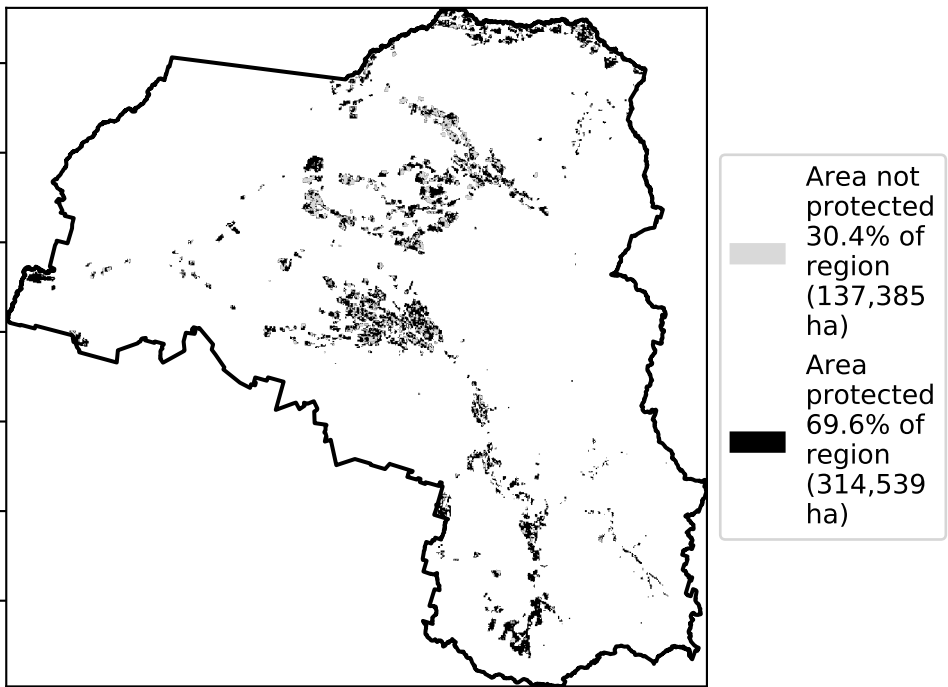 Area not
protected
30.4% of
region
(137,385
ha)
Area
protected
69.6% of
region
(314,539
ha)